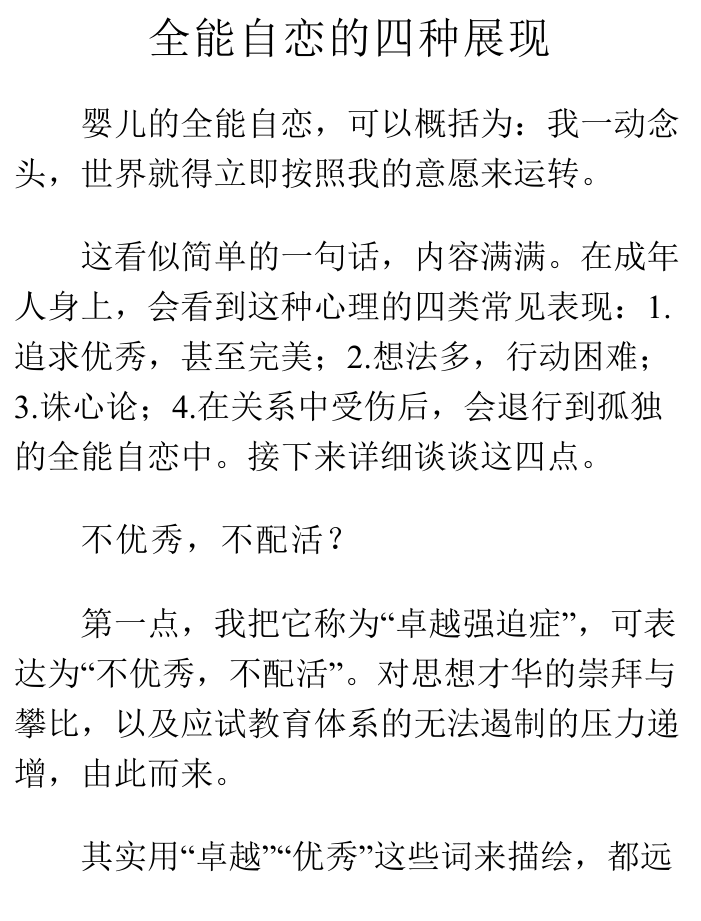 全能自恋的四种展现
婴儿的全能自恋，可以概括为：我一动念
头，世界就得立即按照我的意愿来运转。
这看似简单的一句话，内容满满。在成年
人身上，会看到这种心理的四类常见表现：1.
追求优秀，甚至完美；2.想法多，行动困难；
3.诛心论；4.在关系中受伤后，会退行到孤独
的全能自恋中。接下来详细谈谈这四点。
不优秀，不配活？
第一点，我把它称为“卓越强迫症”，可表
达为“不优秀，不配活”。对思想才华的崇拜与
攀比，以及应试教育体系的无法遏制的压力递
增，由此而来。
其实用“卓越”“优秀”这些词来描绘，都远